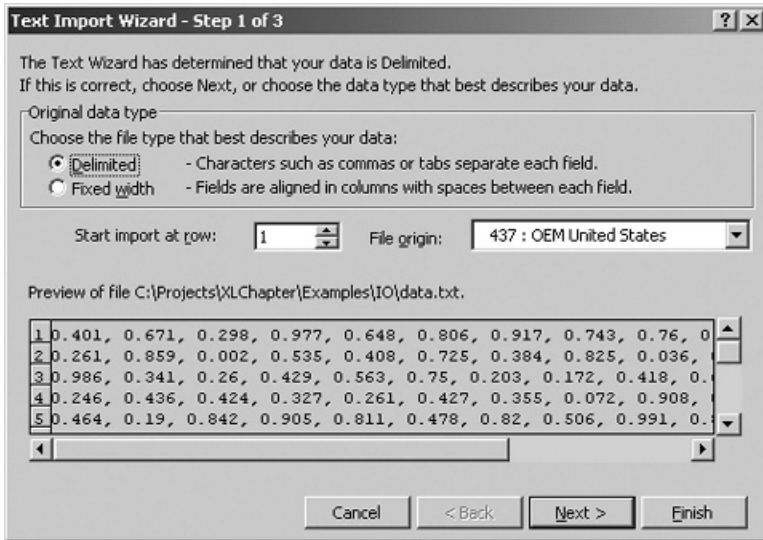 Text Import Wizard - Step 1 of 3
The Text Wizard has determined that your data is Delimited.
If this is correct, choose Next, or choose the data type that best describes your data.
Original data type
Choose the file type that best describes your data:
Delimited - Characters such as commas or tabs separate each field.
Fixed width - Fields are aligned in columns with spaces between each field.
Start import at row: 1 File origin: 437 : OEM United States
Preview of file C:\Projects\XLChapter\Examples\IO\data.txt.
1 0.401, 0.671, 0.298, 0.977, 0.648, 0.806, 0.917, 0.743, 0.76, 0
2 0.261, 0.859, 0.002, 0.535, 0.408, 0.725, 0.384, 0.825, 0.036,
3 0.986, 0.341, 0.26, 0.429, 0.563, 0.75, 0.203, 0.172, 0.418, 0.
4 0.246, 0.436, 0.424, 0.327, 0.261, 0.427, 0.355, 0.072, 0.908,
5 0.464, 0.19, 0.842, 0.905, 0.811, 0.478, 0.82, 0.506, 0.991, 0.
Cancel < Back Next > Finish